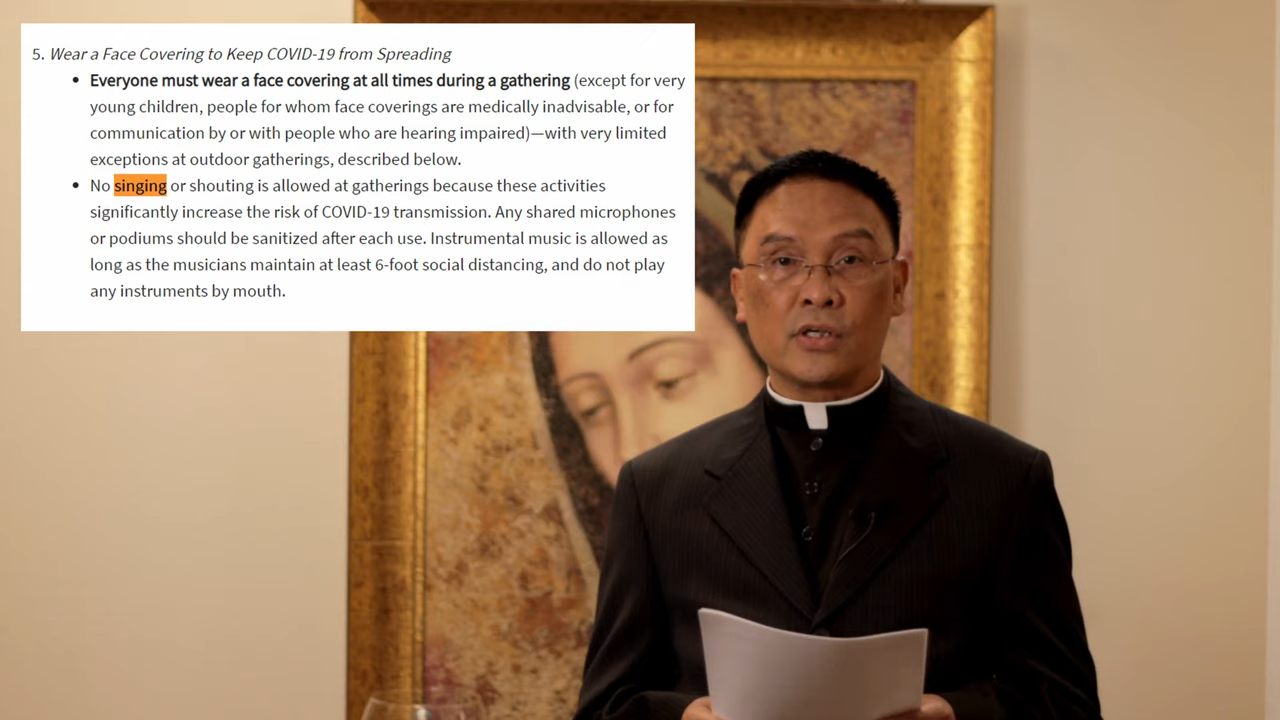 5. Wear a Face Covering to Keep COVID-19 from Spreading
• Everyone must wear a face covering at all times during a gathering (except for very
young children, people for whom face coverings are medically inadvisable, or for
communication by or with people who are hearing impaired)—with very limited
exceptions at outdoor gatherings, described below.
• No singing or shouting is allowed at gatherings because these activities
significantly increase the risk of COVID-19 transmission. Any shared microphones
or podiums should be sanitized after each use. Instrumental music is allowed as
long as the musicians maintain at least 6-foot social distancing, and do not play
any instruments by mouth.